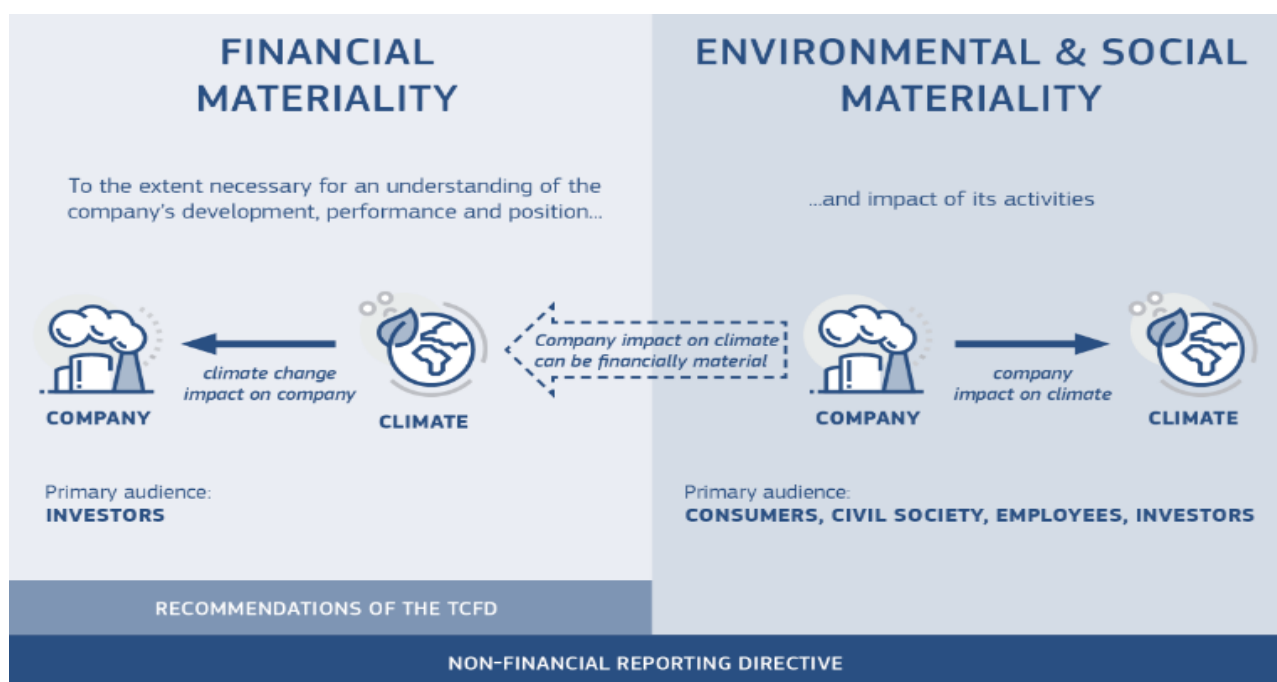 FINANCIAL
MATERIALITY
To the extent necessary for an understanding of the
company's development, performance and position...
climate change
impact on company
COMPANY
CLIMATE
Primary audience:
INVESTORS
Company impact on climate
can be financially material
ENVIRONMENTAL & SOCIAL
MATERIALITY
...and impact of its activities
company
impact on climate
COMPANY
CLIMATE
Primary audience:
CONSUMERS, CIVIL SOCIETY, EMPLOYEES, INVESTORS
RECOMMENDATIONS OF THE TCFD
NON-FINANCIAL REPORTING DIRECTIVE